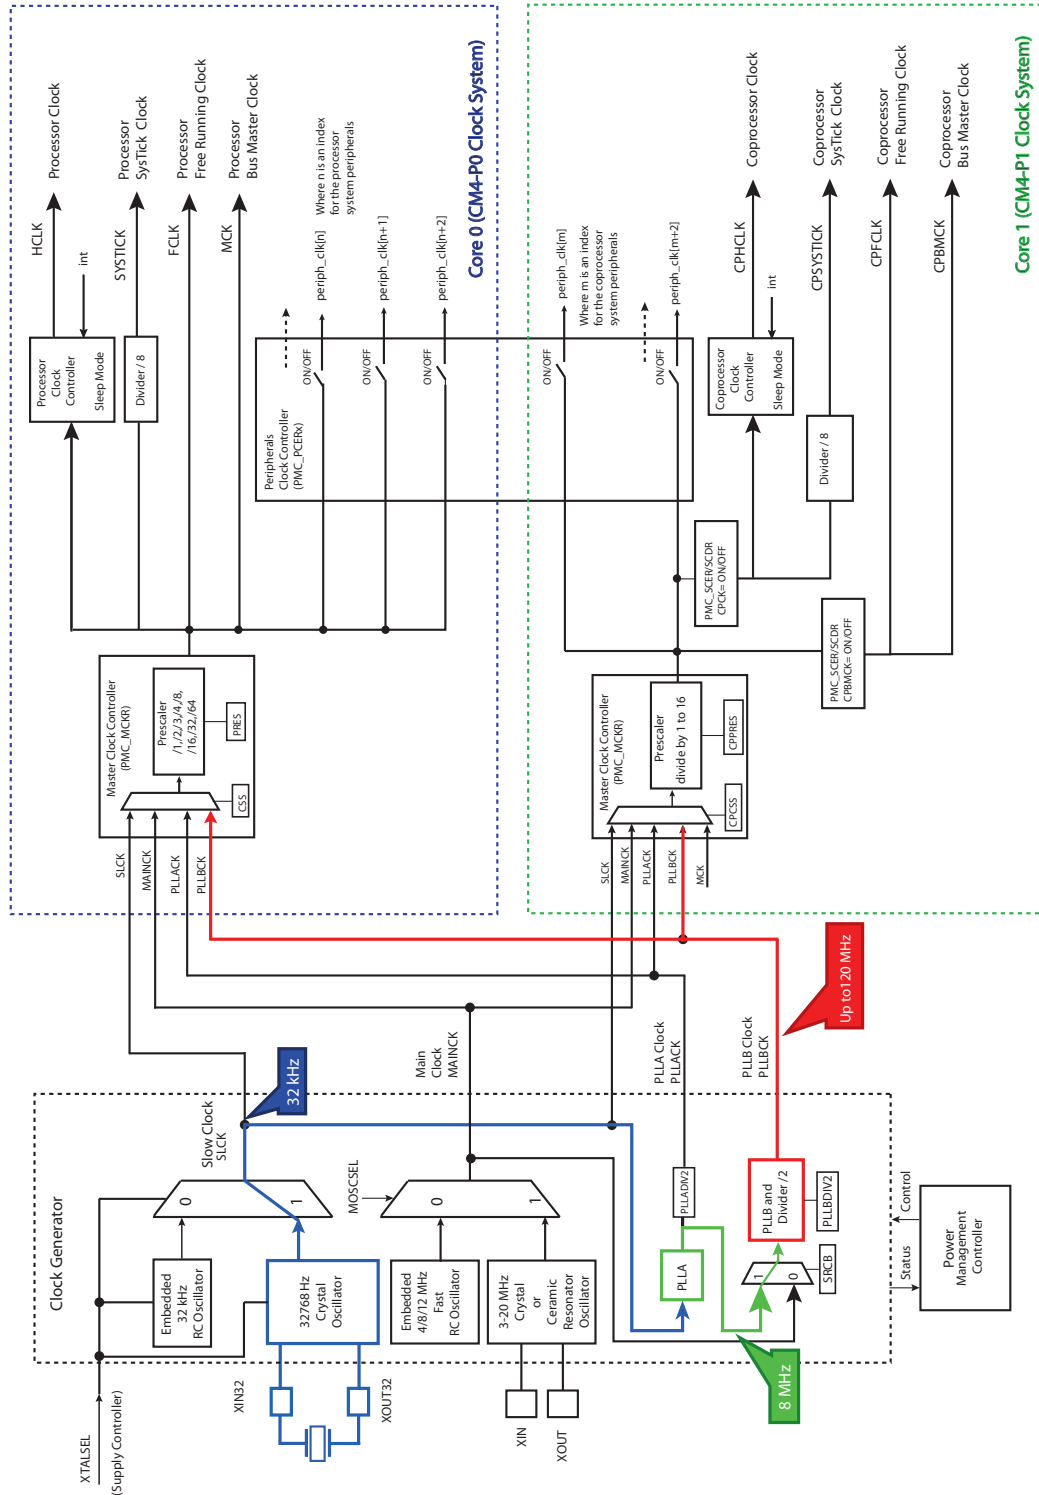 XTALSEL
(Supply Controller)
Clock Generator
Embedded
32 kHz
RC Oscillator
0
1
Slow Clock
SLCK
32 kHz
XIN32
XOUT32
32768 Hz
Crystal
Oscillator
MOSCSEL
Embedded
4/8/12 MHz
Fast
RC Oscillator
3-20 MHz
Crystal
or
Ceramic
Resonator
Oscillator
0
1
XIN
XOUT
Main
Clock
MAINCK
PLLA
PLLADIV2
PLLA Clock
PLLACK
8 MHz
1
0
SRCB
PLLB and
Divider /2
PLLBDIV2
PLLB Clock
PLLBCK
Up to120 MHz
Status
Control
Power
Management
Controller
SLCK
MAINCK
PLLACK
PLLBCK
Master Clock Controller
(PMC_MCKR)
CSS
Prescaler
/1,/2,/3,/4,/8,
/16,/32,/64
PRES
Processor
Clock
Controller
Sleep Mode
HCLK
int
Processor Clock
Divider / 8
SYSTICK
Processor
SysTick Clock
FCLK
Processor
Free Running Clock
MCK
Processor
Bus Master Clock
Peripherals
Clock Controller
(PMC_PCERx)
ON/OFF
periph_clk[n]
Where n is an index
for the processor
system peripherals
ON/OFF
periph_clk[n+1]
ON/OFF
periph_clk[n+2]
Core 0 (CM4-P0 Clock System)
SLCK
MAINCK
PLLACK
PLLBCK
MCK
Master Clock Controller
(PMC_MCKR)
CPCSS
Prescaler
divide by 1 to 16
CPPRES
ON/OFF
periph_clk[m]
Where m is an index
for the coprocessor
system peripherals
ON/OFF
periph_clk[m+2]
PMC_SCER/SCDR
CPCK= ON/OFF
Coprocessor
Clock
Controller
Sleep Mode
CPHCLK
int
Coprocessor Clock
Divider / 8
CPSYSTICK
Coprocessor
SysTick Clock
PMC_SCER/SCDR
CPBMCK= ON/OFF
CPFCLK
Coprocessor
Free Running Clock
CPBMCK
Coprocessor
Bus Master Clock
Core 1 (CM4-P1 Clock System)